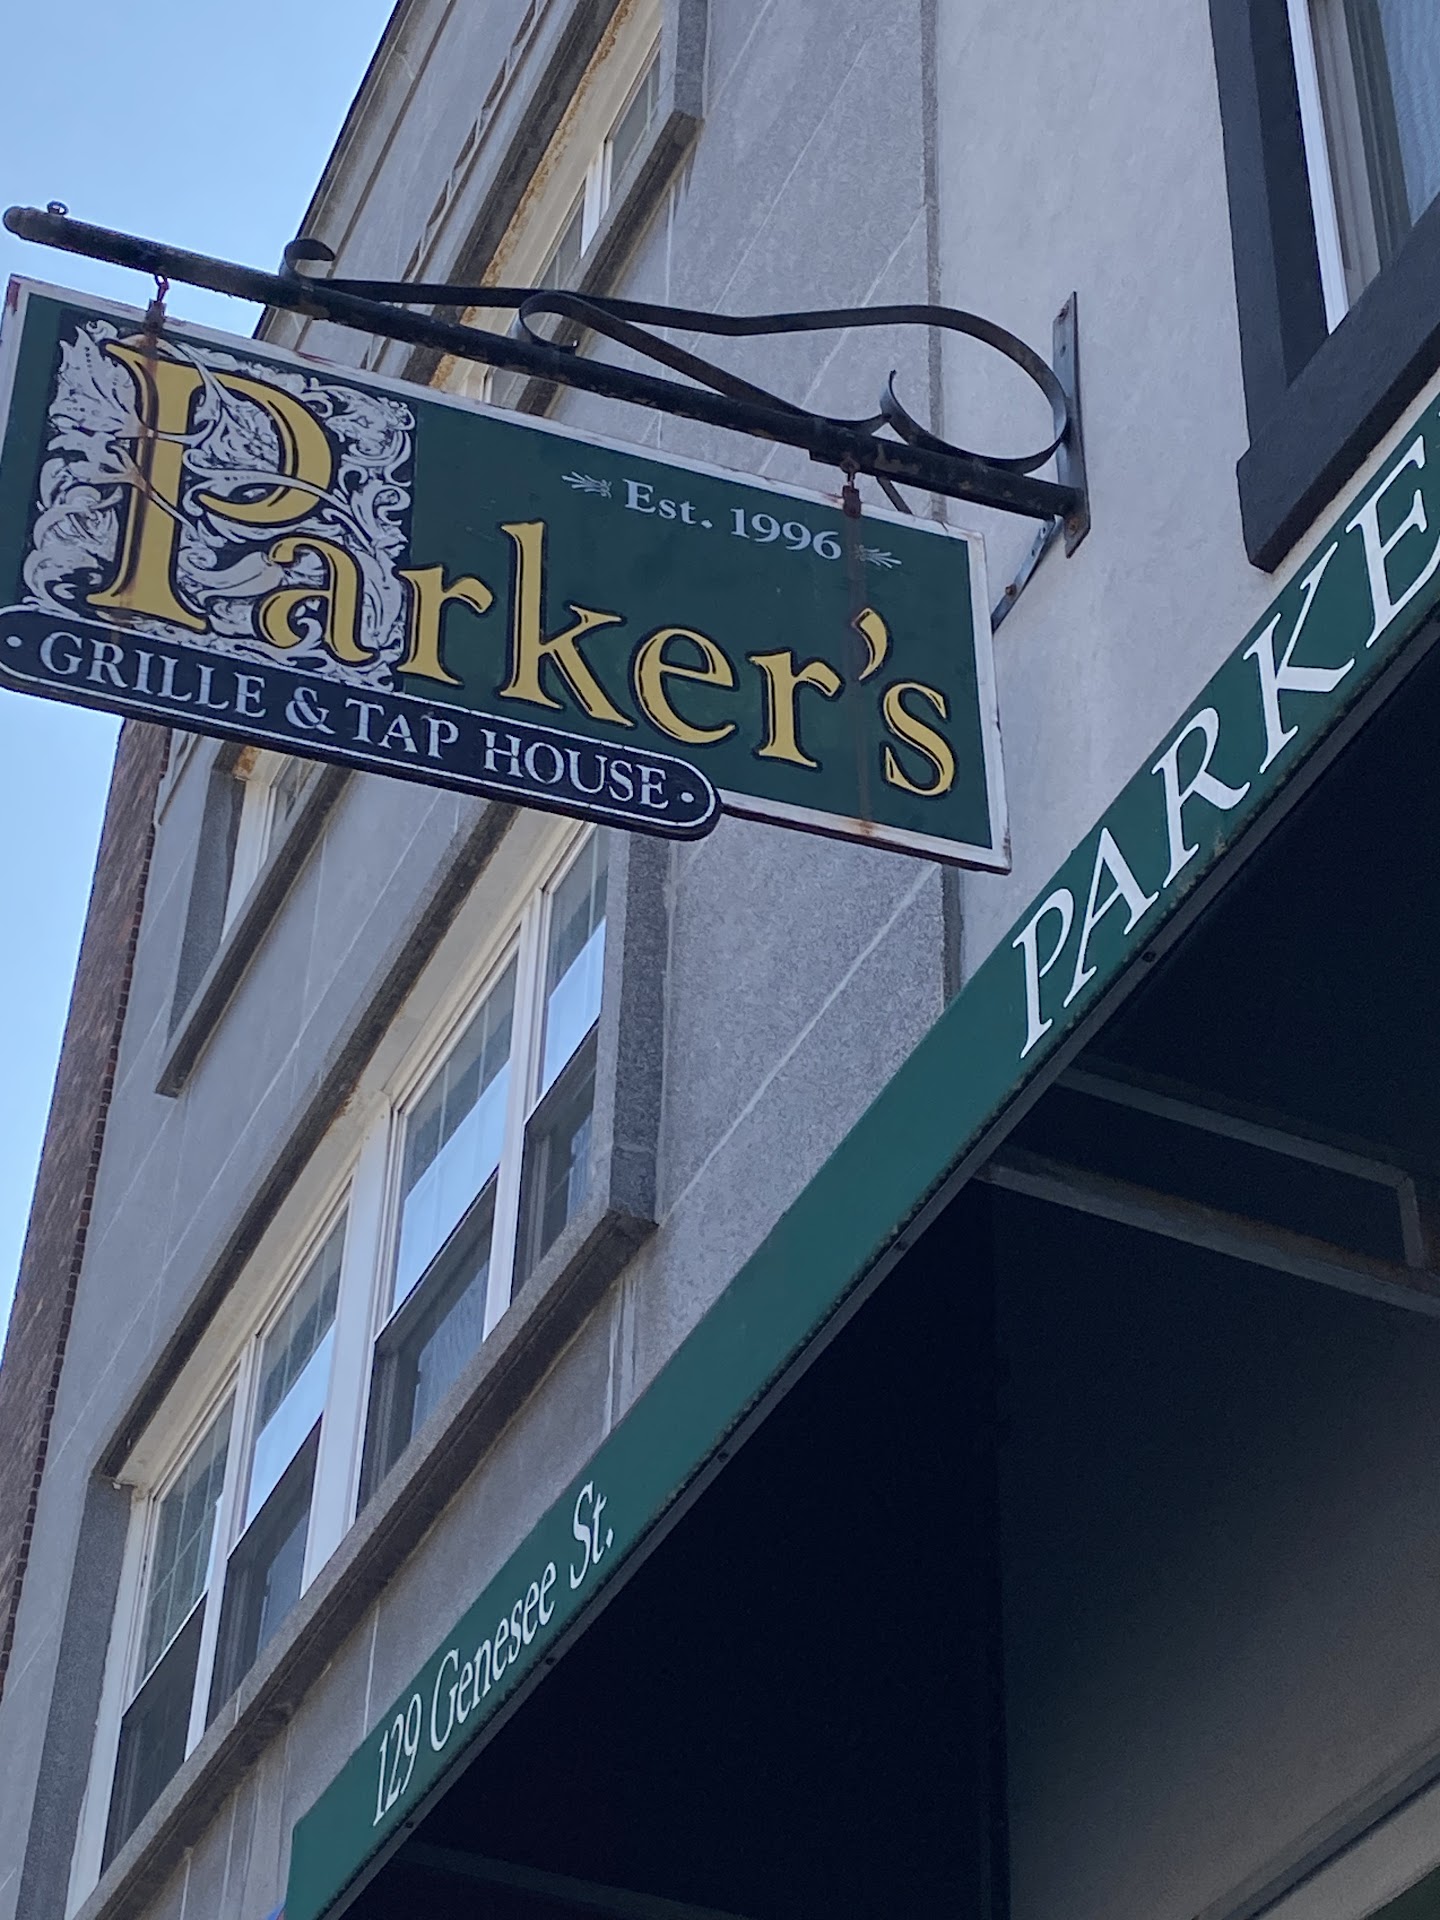 Est. 1996
Parker's
• GRILLE & TAP HOUSE •
PARKE
129 Genesee St.